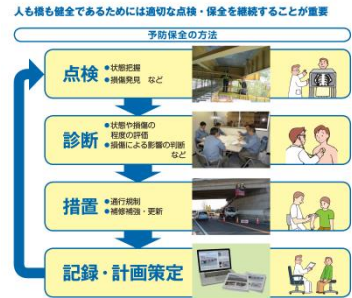 人も橋も健全であるためには適切な点検・保全を継続することが重要
予防保全の方法
点検
●状態把握
●損傷発見 など
診断
●状態や損傷の
程度の評価
●損傷による影響の判断
など
措置
●通行規制
●補修補強・更新
記録・計画策定